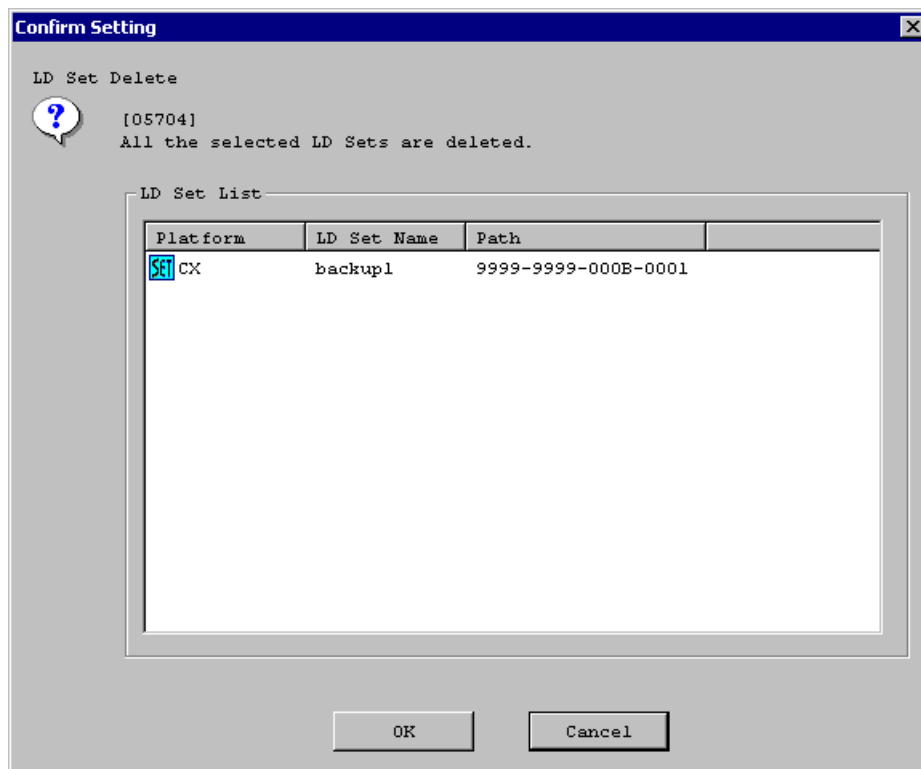 Confirm Setting
LD Set Delete
?
[05704]
All the selected LD Sets are deleted.
LD Set List
Platform LD Set Name Path
SET CX backup1 9999-9999-000B-0001
OK Cancel